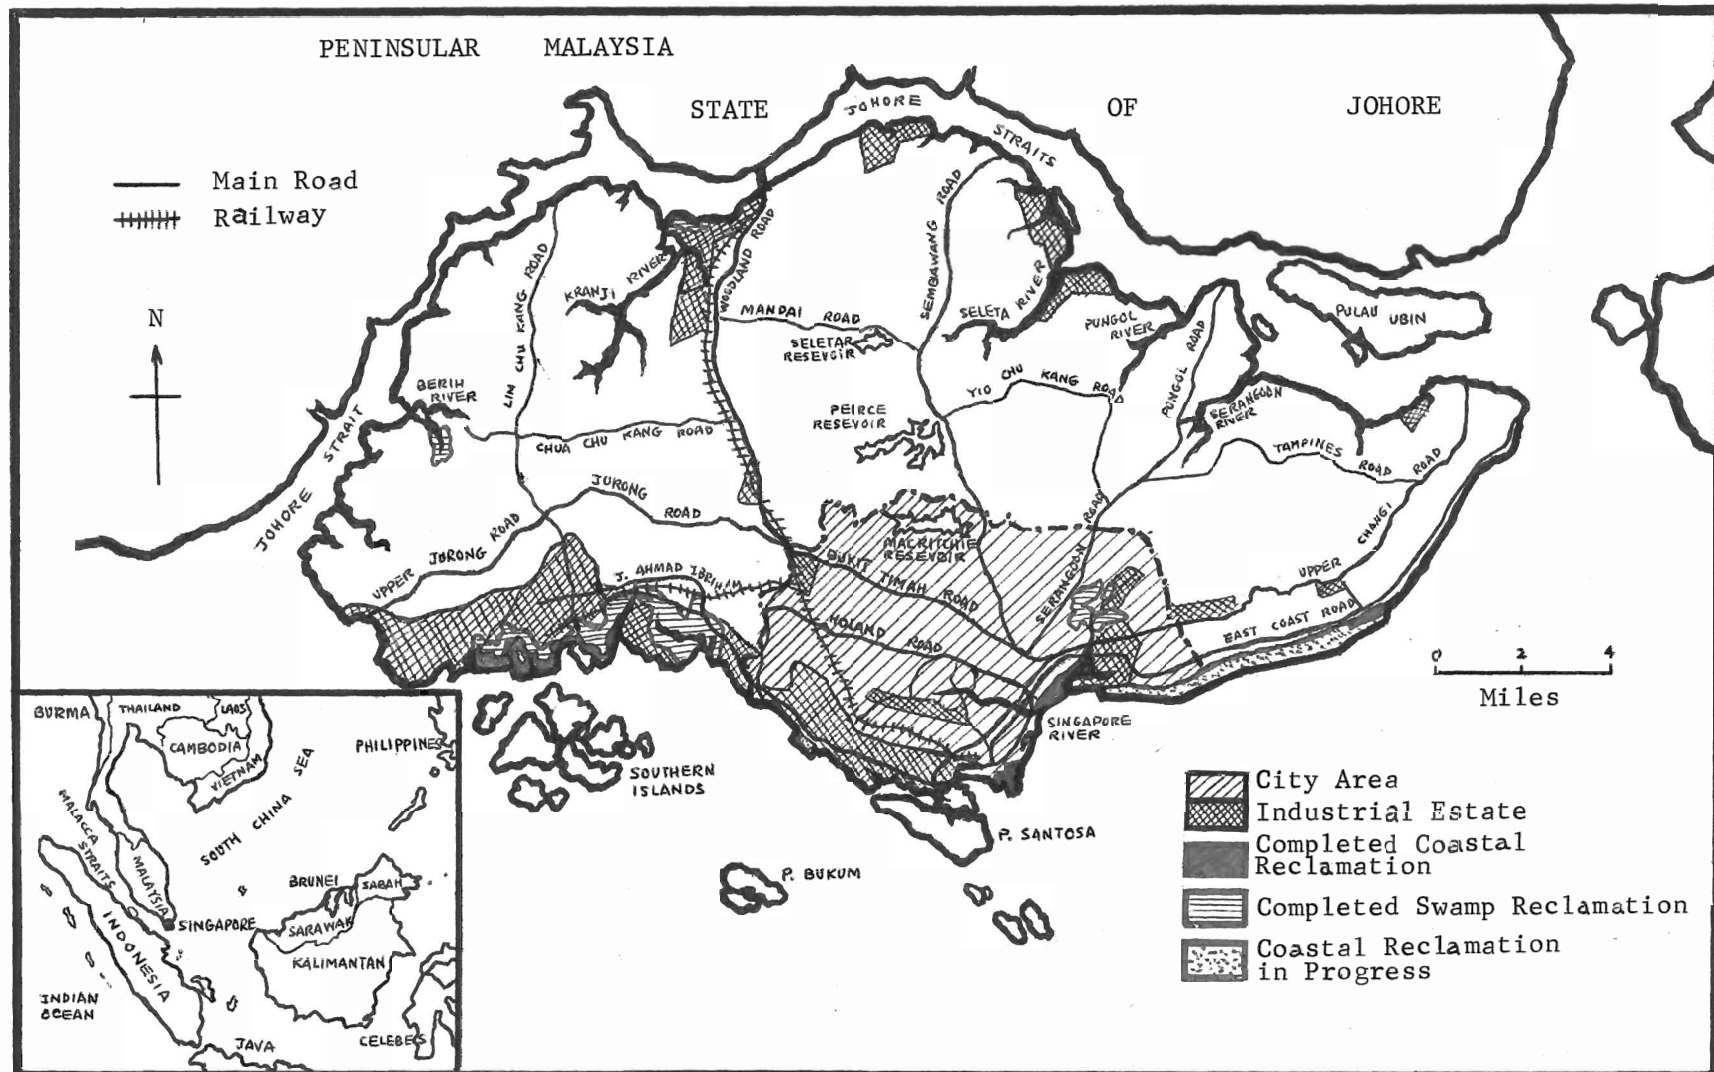 PENINSULAR MALAYSIA
STATE OF JOHORE
JOHORE
STRAITS
Main Road
Railway
N
LIM CHU KANG ROAD
KRANJI RIVER
WOODLAND ROAD
SEMBAWANG ROAD
MANDAI ROAD
SELETAR
RESEVOIR
SELETA RIVER
PUNGOL
RIVER
PUNGOL ROAD
PULAU UBIN
BERIH
RIVER
YIO CHU KANG ROAD
PEIRCE
RESEVOIR
SERANGOON
RIVER
JOHORE STRAIT
CHUA CHU KANG ROAD
TAMPINES ROAD
UPPER JURONG ROAD
JURONG ROAD
MACRITCHIE
RESEVOIR
SERANGOON ROAD
UPPER CHANGI ROAD
J. AHMAD IBRIHIM
BUKIT TIMAH ROAD
HOLAND ROAD
EAST COAST ROAD
0 2 4
Miles
SINGAPORE
RIVER
SOUTHERN
ISLANDS
P. SANTOSA
P. BUKUM
City Area
Industrial Estate
Completed Coastal
Reclamation
Completed Swamp Reclamation
Coastal Reclamation
in Progress
BURMA
THAILAND
LAOS
CAMBODIA
VIETNAM
PHILIPPINES
SOUTH CHINA SEA
MALACCA
STRAITS
MALAYSIA
BRUNEI
SABAH
SINGAPORE
SARAWAK
INDONESIA
KALIMANTAN
INDIAN
OCEAN
JAVA
CELEBES